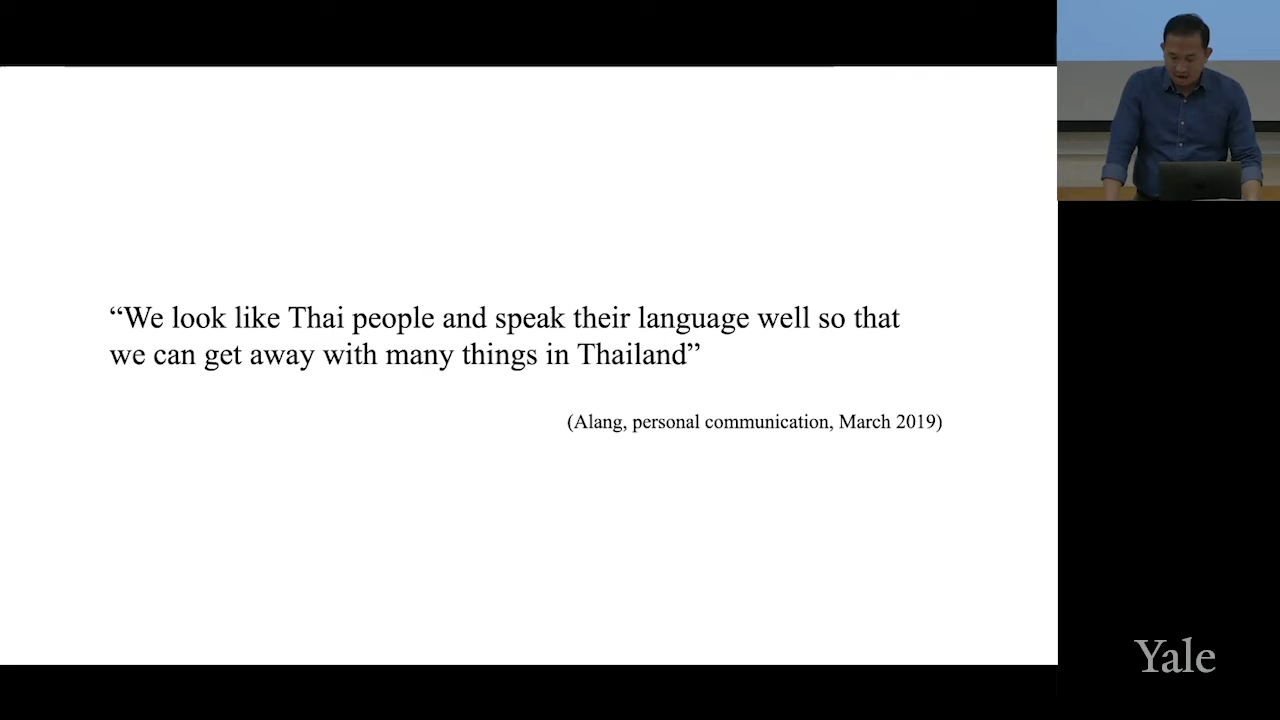 “We look like Thai people and speak their language well so that
we can get away with many things in Thailand”
(Alang, personal communication, March 2019)
Yale